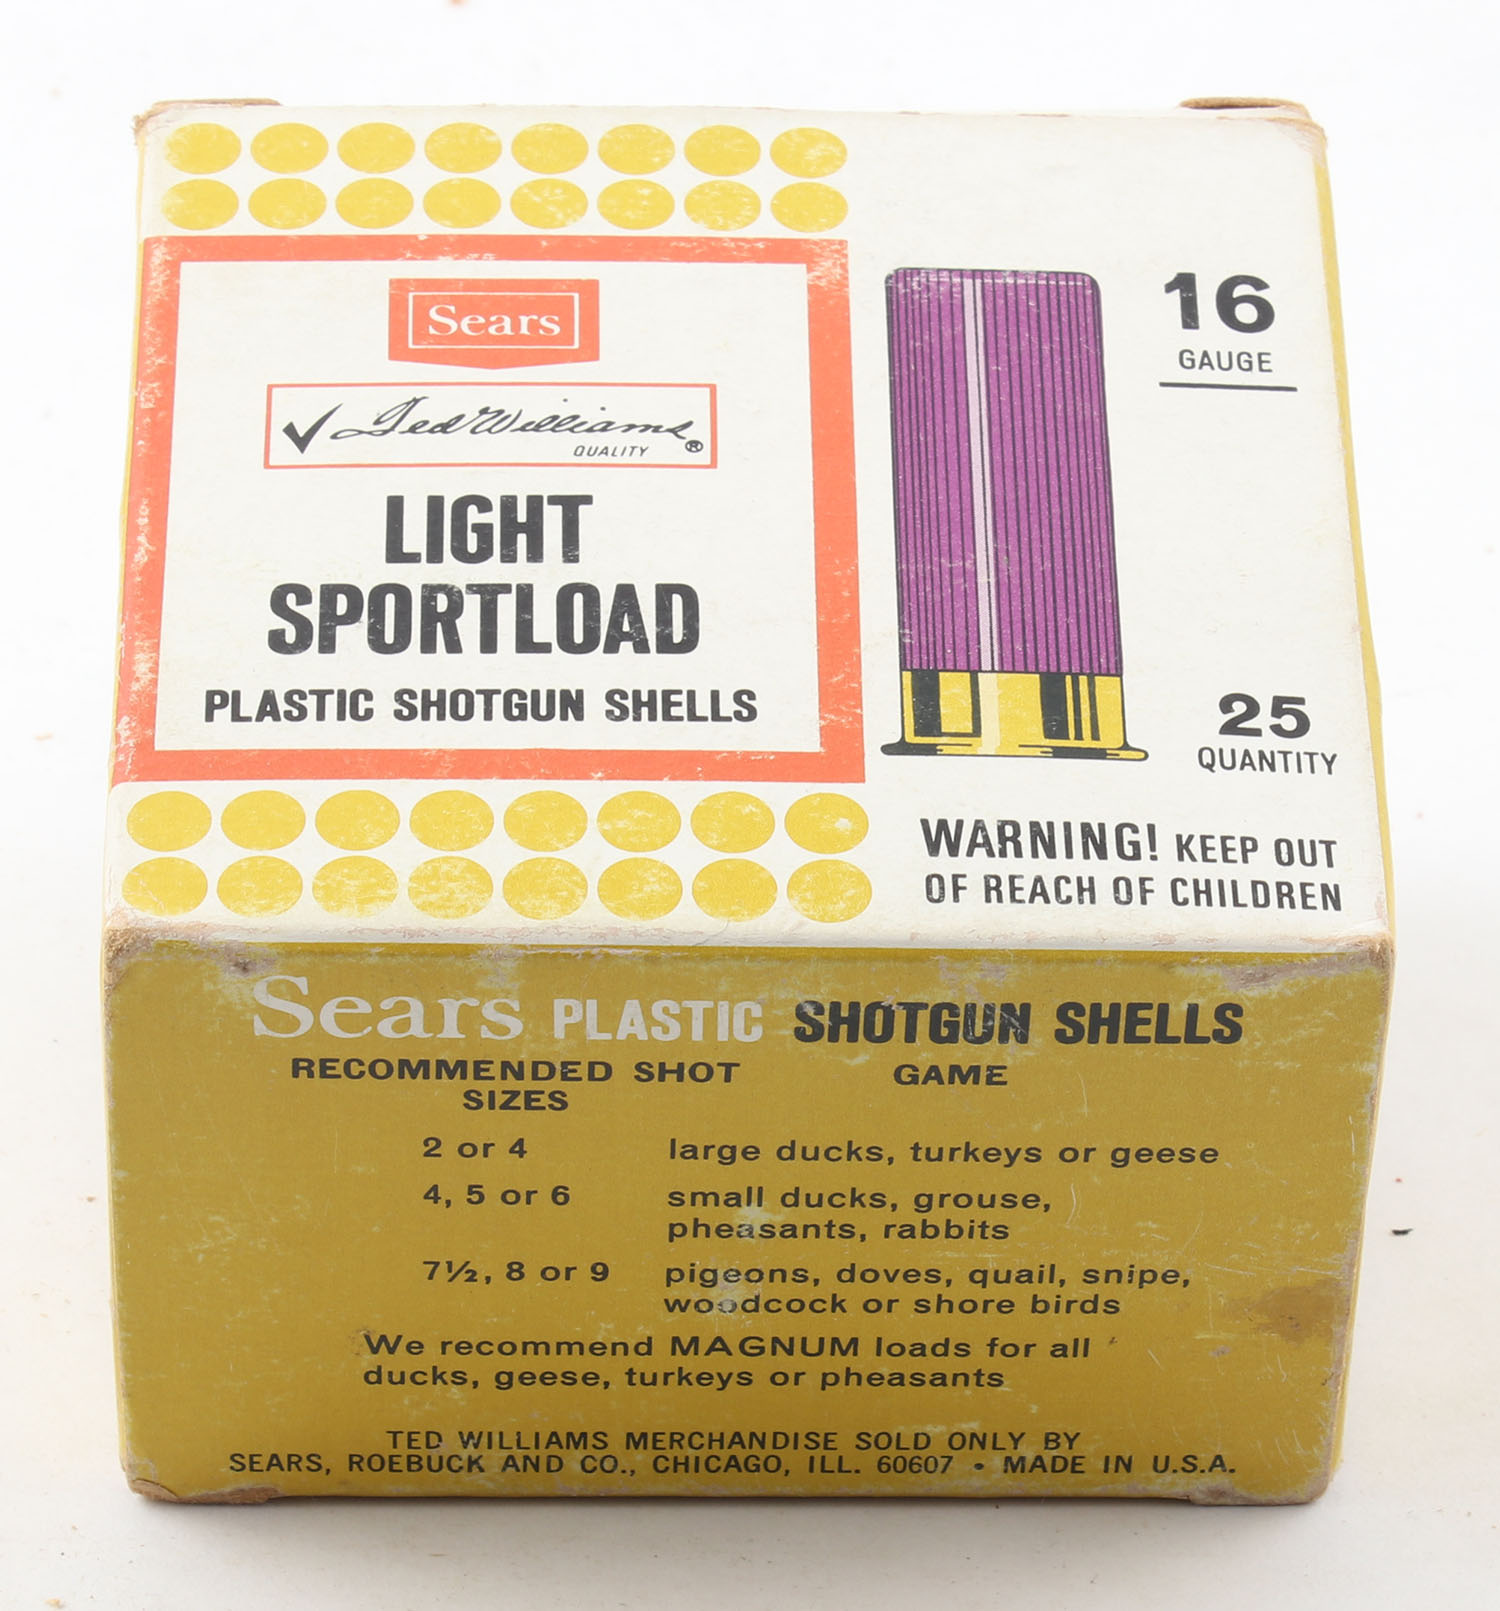 Sears
Ted Williams
QUALITY ®
LIGHT
SPORTLOAD
PLASTIC SHOTGUN SHELLS
16
GAUGE
25
QUANTITY
WARNING! KEEP OUT
OF REACH OF CHILDREN
Sears PLASTIC SHOTGUN SHELLS
RECOMMENDED SHOT SIZES
GAME
2 or 4 large ducks, turkeys or geese
4, 5 or 6 small ducks, grouse,
pheasants, rabbits
7½, 8 or 9 pigeons, doves, quail, snipe,
woodcock or shore birds
We recommend MAGNUM loads for all
ducks, geese, turkeys or pheasants
TED WILLIAMS MERCHANDISE SOLD ONLY BY
SEARS, ROEBUCK AND CO., CHICAGO, ILL. 60607 • MADE IN U.S.A.